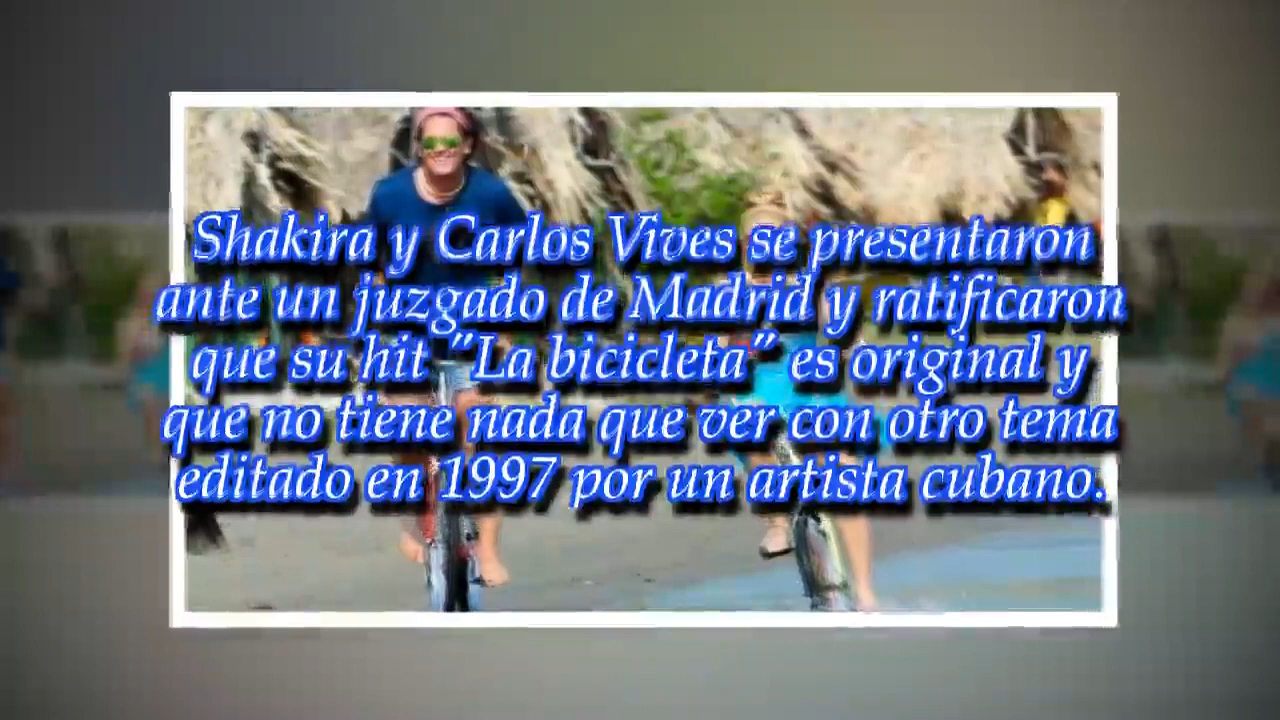 Shakira y Carlos Vives se presentaron
ante un juzgado de Madrid y ratificaron
que su hit "La bicicleta" es original y
que no tiene nada que ver con otro tema
editado en 1997 por un artista cubano.